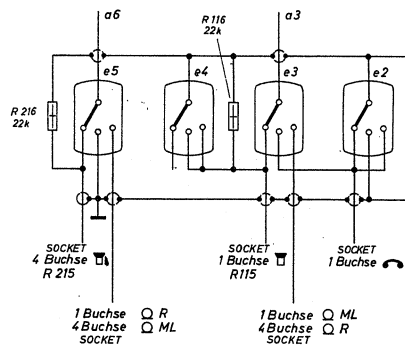 a6
R 116
22k
a3
e5
e4
e3
e2
R 216
22k
SOCKET
4 Buchse
R 215
SOCKET
1 Buchse
R115
SOCKET
1 Buchse
1 Buchse R
4 Buchse ML
SOCKET
1 Buchse ML
4 Buchse R
SOCKET